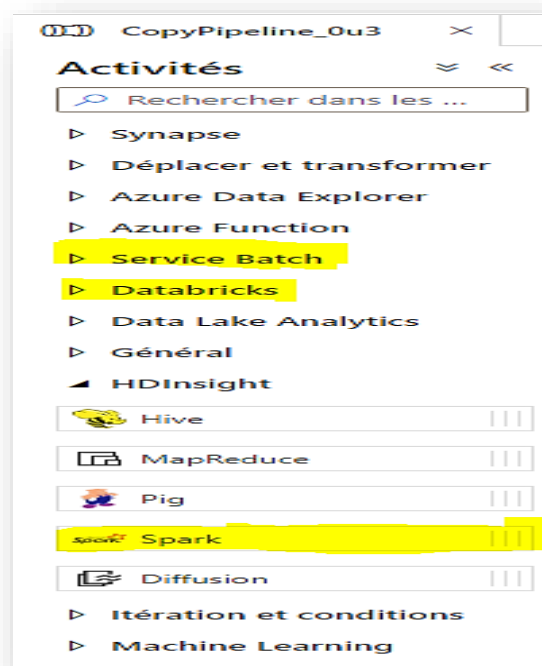 CopyPipeline_0u3
Activités
Rechercher dans les ...
Synapse
Déplacer et transformer
Azure Data Explorer
Azure Function
Service Batch
Databricks
Data Lake Analytics
Général
HDInsight
Hive
MapReduce
Pig
Spark Spark
Diffusion
Itération et conditions
Machine Learning